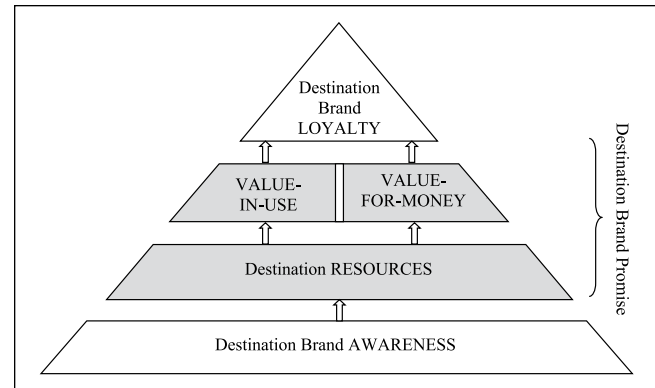 Destination
Brand
LOYALTY
VALUE-
IN-USE
VALUE-
FOR-MONEY
Destination RESOURCES
Destination Brand AWARENESS
Destination Brand Promise